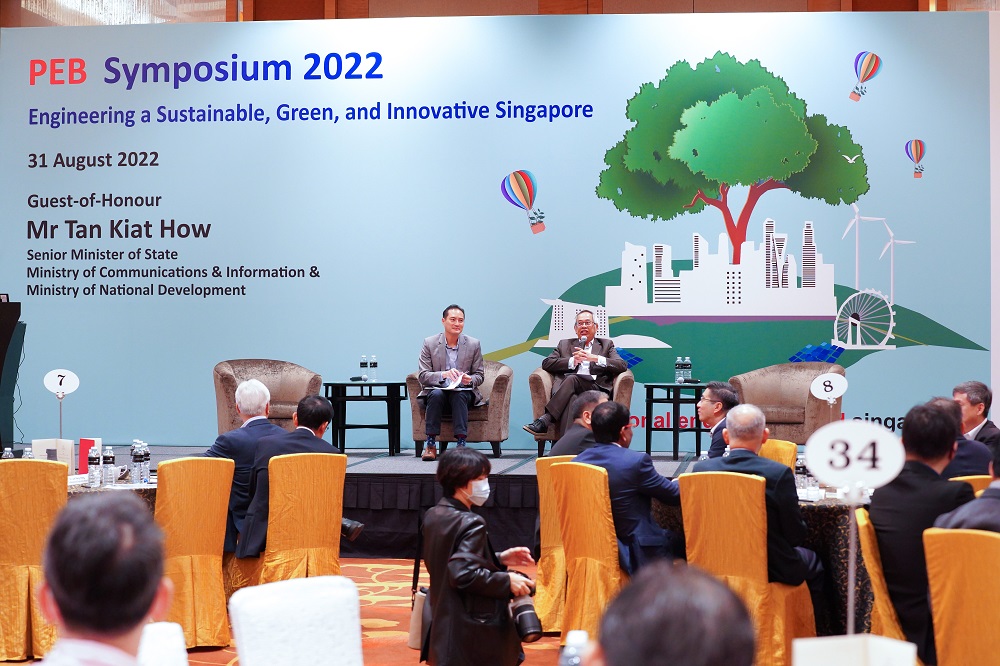 PEB Symposium 2022
Engineering a Sustainable, Green, and Innovative Singapore
31 August 2022
Guest-of-Honour
Mr Tan Kiat How
Senior Minister of State
Ministry of Communications & Information &
Ministry of National Development
7
8
34